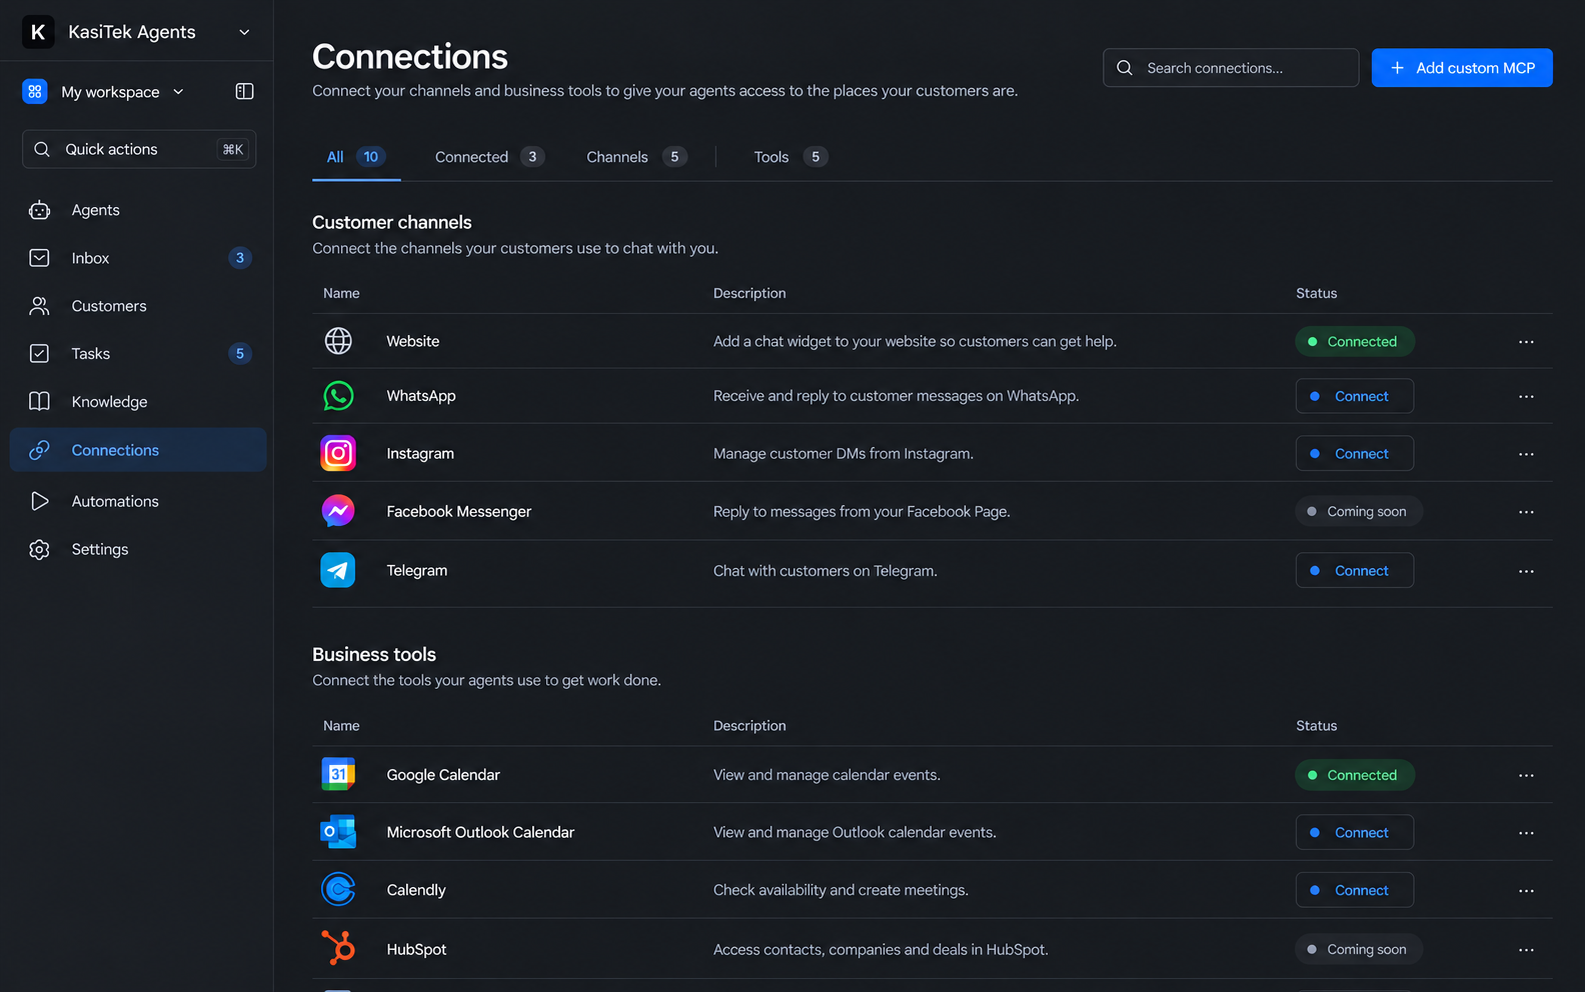 K KasiTek Agents
My workspace
Quick actions ⌘K
Agents
Inbox 3
Customers
Tasks 5
Knowledge
Connections
Automations
Settings
Connections
Connect your channels and business tools to give your agents access to the places your customers are.
Search connections...
+ Add custom MCP
All 10 Connected 3 Channels 5 Tools 5
Customer channels
Connect the channels your customers use to chat with you.
Name Description Status
Website Add a chat widget to your website so customers can get help. Connected
WhatsApp Receive and reply to customer messages on WhatsApp. Connect
Instagram Manage customer DMs from Instagram. Connect
Facebook Messenger Reply to messages from your Facebook Page. Coming soon
Telegram Chat with customers on Telegram. Connect
Business tools
Connect the tools your agents use to get work done.
Name Description Status
31 Google Calendar View and manage calendar events. Connected
O Microsoft Outlook Calendar View and manage Outlook calendar events. Connect
Calendly Check availability and create meetings. Connect
HubSpot Access contacts, companies and deals in HubSpot. Coming soon